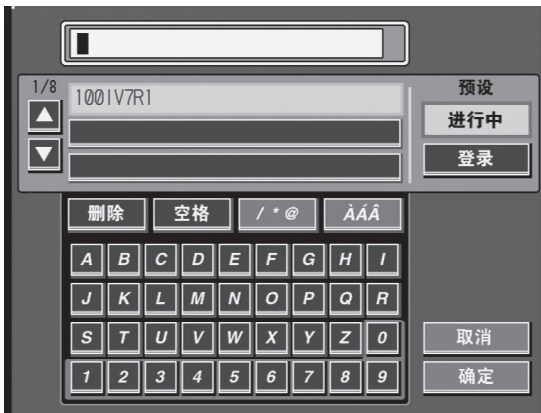 1/8
100IV7R1
预设
进行中
登录
删除 空格 / * @ ÀÁÂ
A B C D E F G H I
J K L M N O P Q R
S T U V W X Y Z 0
1 2 3 4 5 6 7 8 9
取消
确定